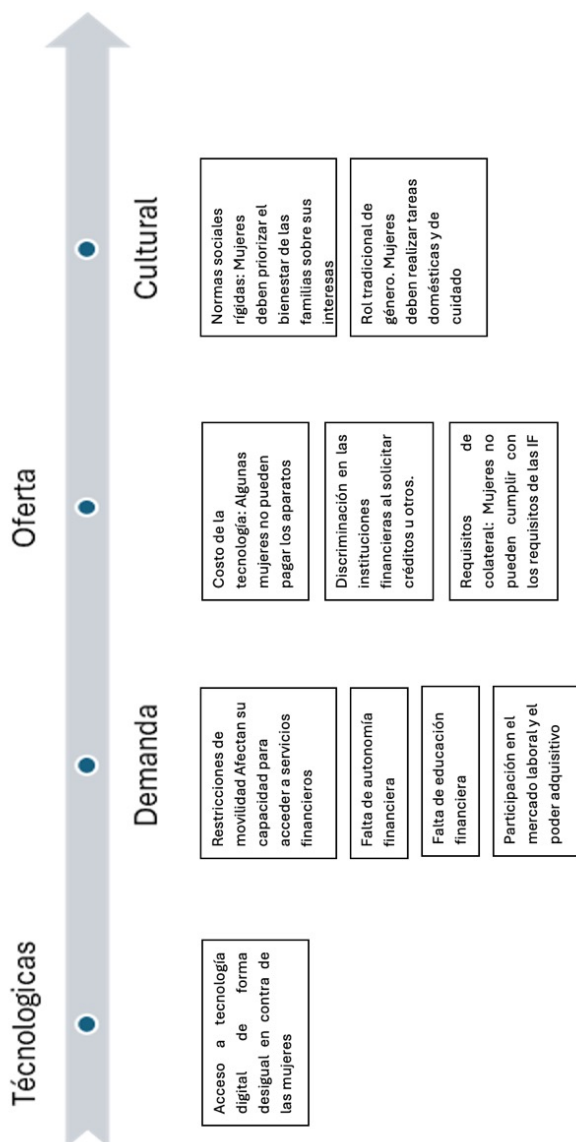 Técnologicas
Acceso a tecnología
digital de forma
desigual en contra de
las mujeres
Demanda
Restricciones de
movilidad Afectan su
capacidad para
acceder a servicios
financieros
Falta de autonomía
financiera
Falta de educación
financiera
Participación en el
mercado laboral y el
poder adquisitivo
Oferta
Costo de la
tecnología: Algunas
mujeres no pueden
pagar los aparatos
Discriminación en las
instituciones
financieras al solicitar
créditos u otros.
Requisitos de
colateral: Mujeres no
pueden cumplir con
los requisitos de las IF
Cultural
Normas sociales
rígidas: Mujeres
deben priorizar el
bienestar de las
familias sobre sus
interesas
Rol tradicional de
género. Mujeres
deben realizar tareas
domésticas y de
cuidado